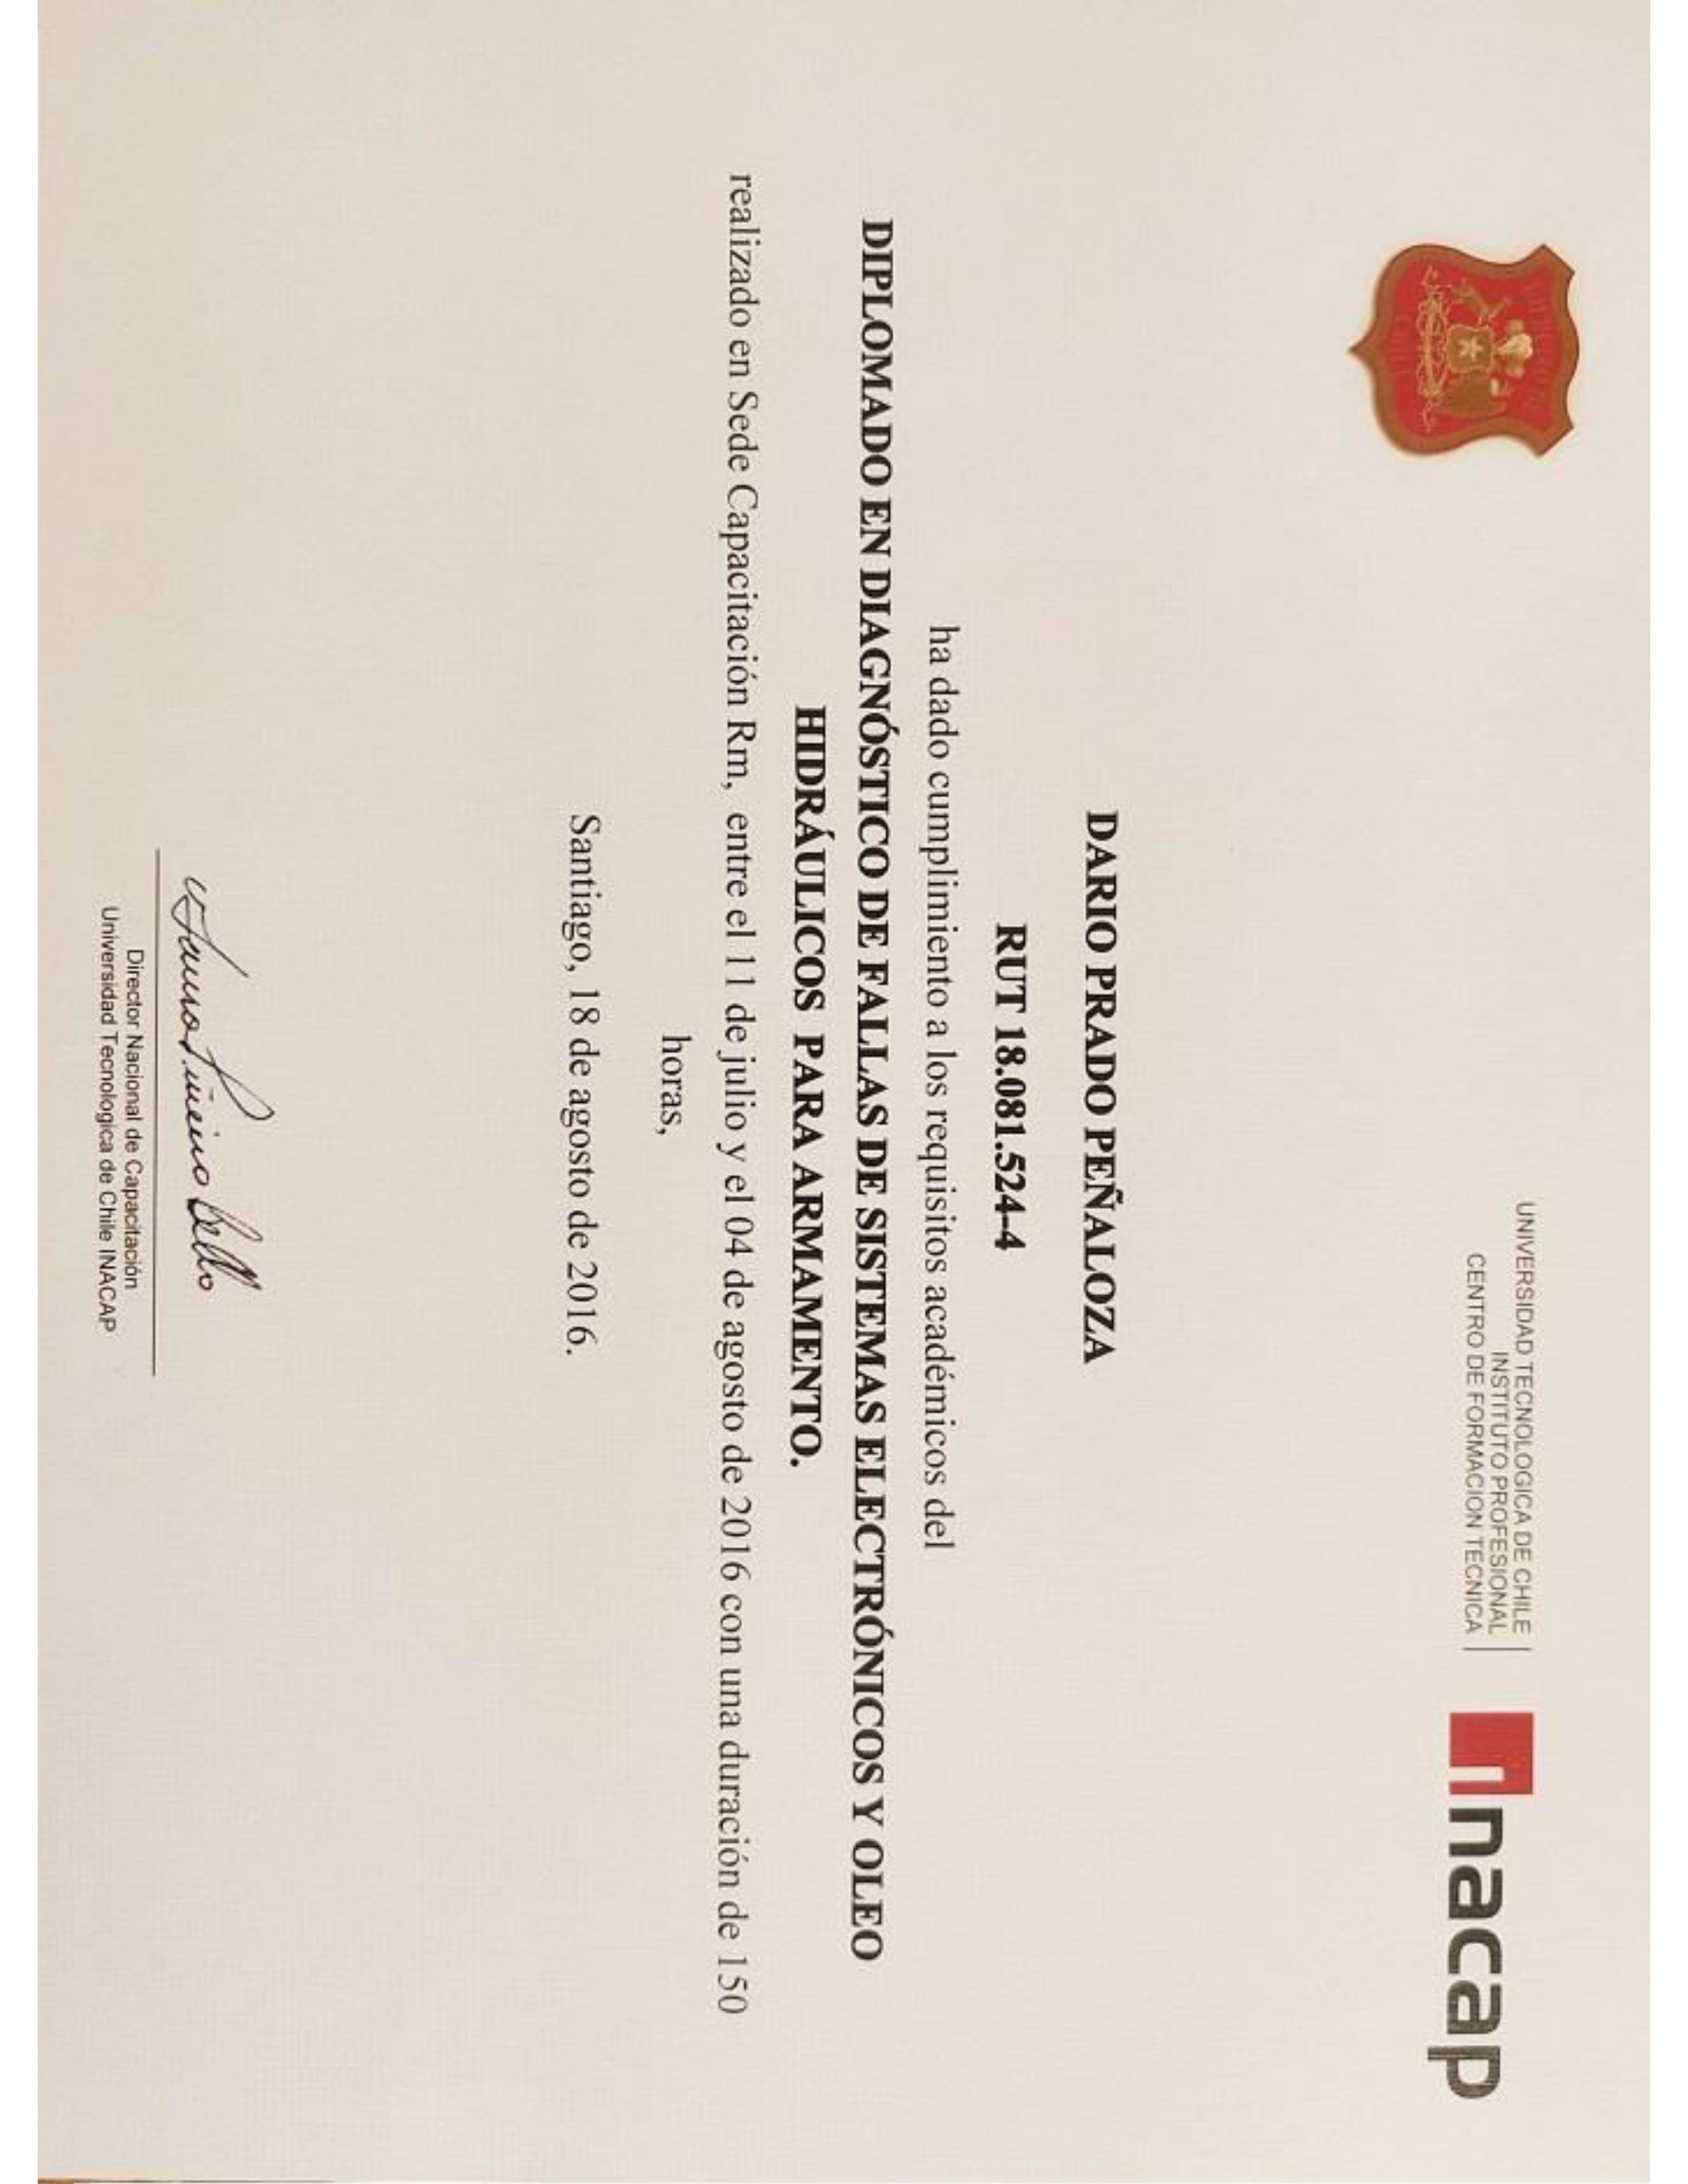 EJERCITO DE
CHILE
UNIVERSIDAD TECNOLOGICA DE CHILE
INSTITUTO PROFESIONAL
CENTRO DE FORMACION TECNICA
inacap
DARIO PRADO PEÑALOZA
RUT 18.081.524-4
ha dado cumplimiento a los requisitos académicos del
DIPLOMADO EN DIAGNÓSTICO DE FALLAS DE SISTEMAS ELECTRÓNICOS Y OLEO
HIDRÁULICOS PARA ARMAMENTO.
realizado en Sede Capacitación Rm, entre el 11 de julio y el 04 de agosto de 2016 con una duración de 150
horas,
Santiago, 18 de agosto de 2016.
Director Nacional de Capacitación
Universidad Tecnologica de Chile INACAP